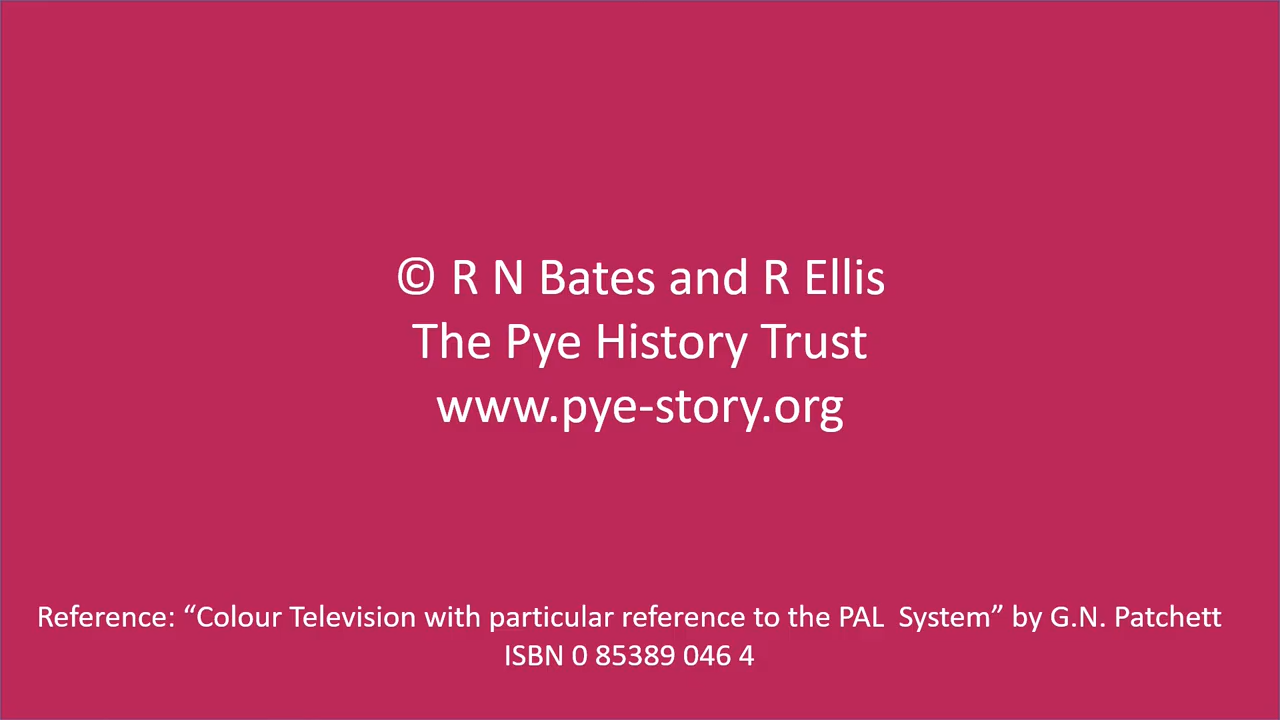 © R N Bates and R Ellis
The Pye History Trust
www.pye-story.org
Reference: “Colour Television with particular reference to the PAL  System” by G.N. Patchett
ISBN 0 85389 046 4